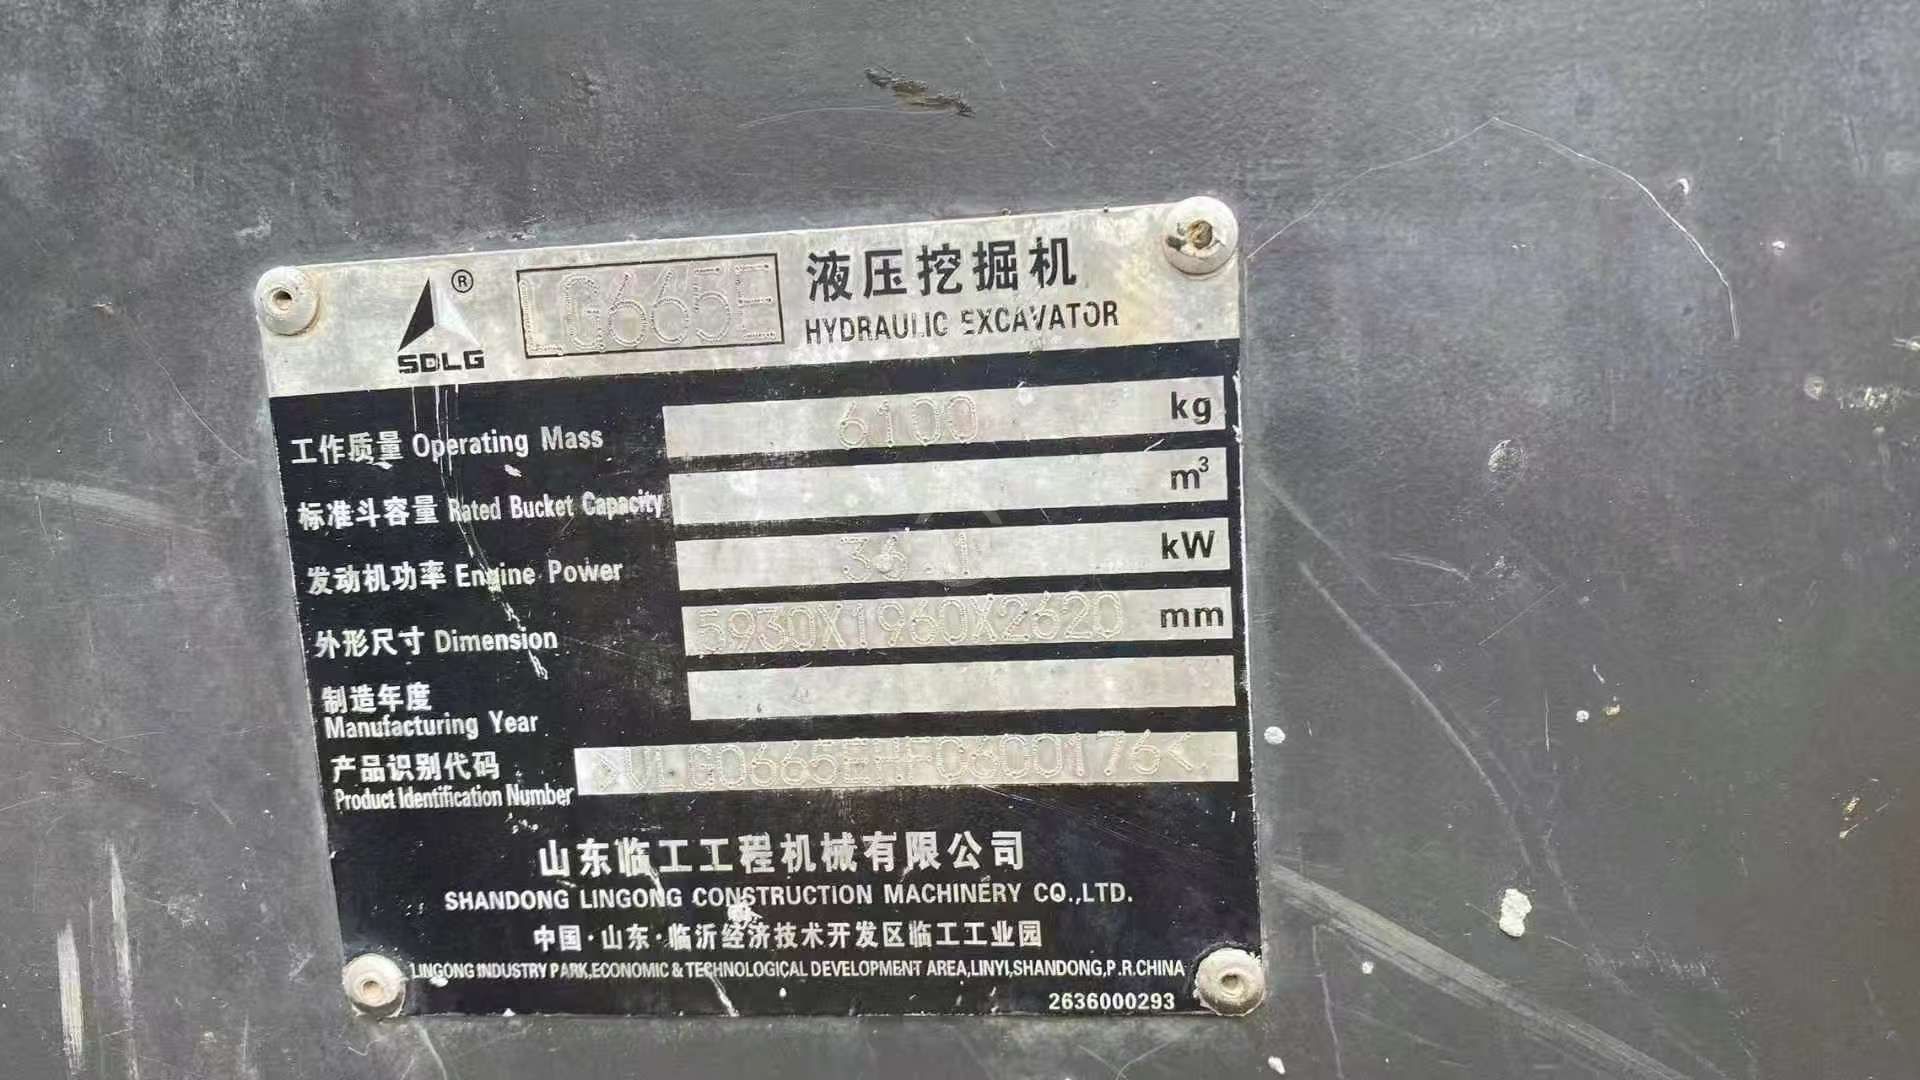 ®
SDLG
LG665E
液压挖掘机
HYDRAULIC EXCAVATOR
工作质量 Operating Mass 6100 kg
标准斗容量 Rated Bucket Capacity m³
发动机功率 Engine Power 36.1 kW
外形尺寸 Dimension 5930X1960X2620 mm
制造年度
Manufacturing Year
产品识别代码
Product Identification Number
山东临工工程机械有限公司
SHANDONG LINGONG CONSTRUCTION MACHINERY CO.,LTD.
中国·山东·临沂经济技术开发区临工工业园
LINGONG INDUSTRY PARK,ECONOMIC & TECHNOLOGICAL DEVELOPMENT AREA,LINYI,SHANDONG,P.R.CHINA
2636000293